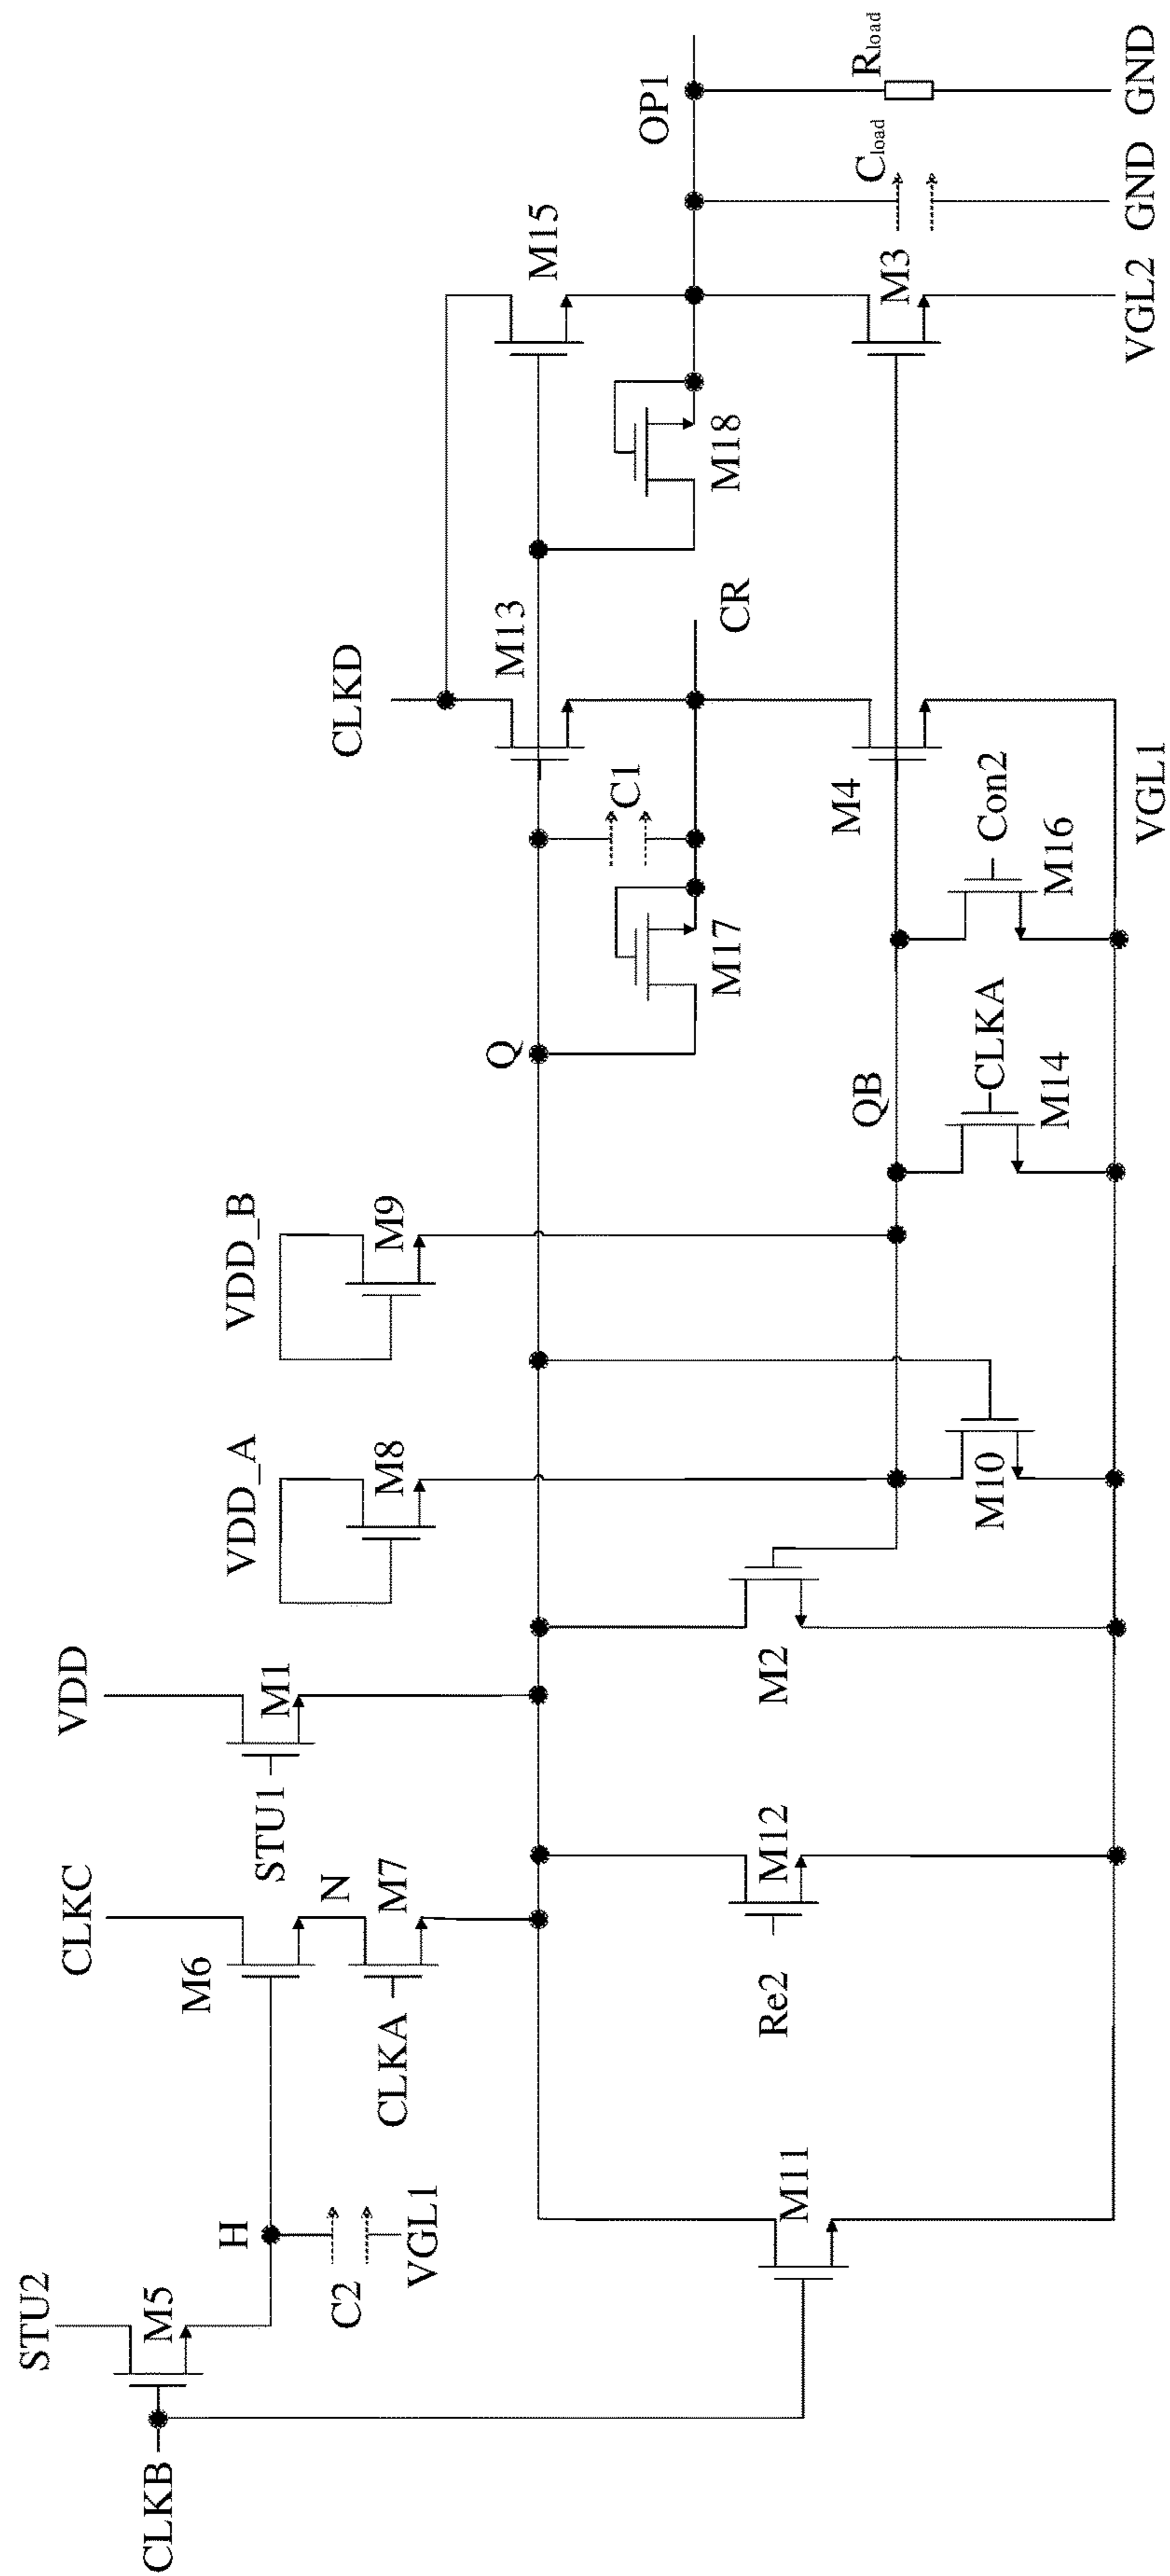 STU2
CLKB
M5
H
C2
VGL1
CLKC
M6
N
M7
CLKA
VDD
M1
STU1
VDD_A
M8
VDD_B
M9
CLKD
M13
M15
Q
C1
M17
M18
CR
OP1
M11
Re2
M12
M2
M10
QB
CLKA
M14
Con2
M16
M4
M3
Cload
Rload
VGL1
VGL2
GND
GND